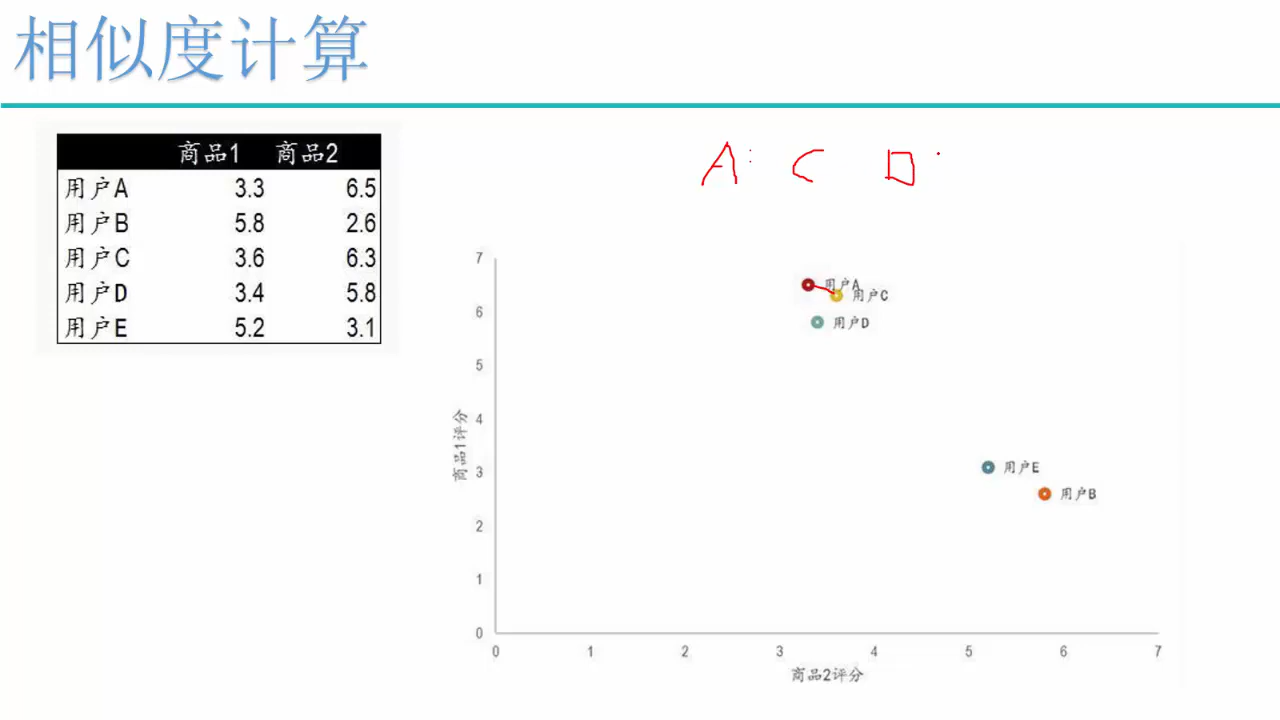 相似度计算
商品1 商品2
用户A 3.3 6.5
用户B 5.8 2.6
用户C 3.6 6.3
用户D 3.4 5.8
用户E 5.2 3.1
A: C D
7
6
5
4
3
2
1
0
商品1评分
用户A
用户C
用户D
用户E
用户B
0 1 2 3 4 5 6 7
商品2评分